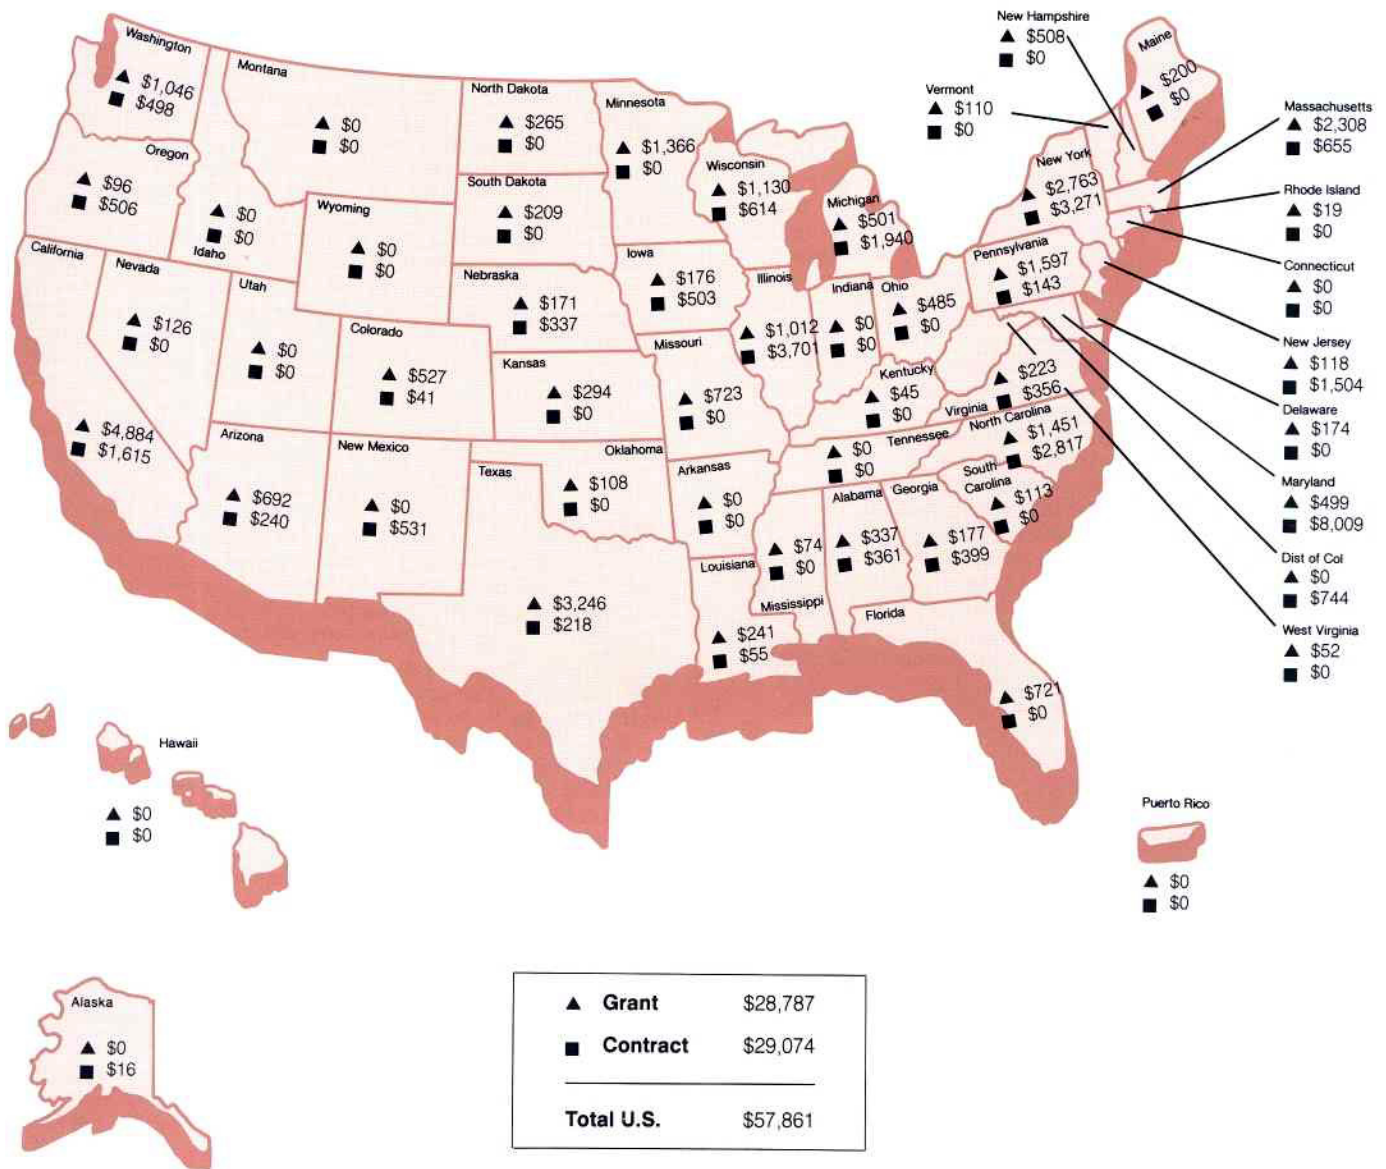 Washington
▲ $1,046
■ $498
Oregon
▲ $96
■ $506
California
▲ $4,884
■ $1,615
Nevada
▲ $126
■ $0
Idaho
▲ $0
■ $0
Montana
▲ $0
■ $0
Wyoming
▲ $0
■ $0
Utah
▲ $0
■ $0
Colorado
▲ $527
■ $41
Arizona
▲ $692
■ $240
New Mexico
▲ $0
■ $531
North Dakota
▲ $265
■ $0
South Dakota
▲ $209
■ $0
Nebraska
▲ $171
■ $337
Kansas
▲ $294
■ $0
Oklahoma
▲ $108
■ $0
Texas
▲ $3,246
■ $218
Minnesota
▲ $1,366
■ $0
Iowa
▲ $176
■ $503
Missouri
▲ $723
■ $0
Arkansas
▲ $0
■ $0
Louisiana
▲ $241
■ $55
Wisconsin
▲ $1,130
■ $614
Illinois
▲ $1,012
■ $3,701
Michigan
▲ $501
■ $1,940
Indiana
▲ $0
■ $0
Ohio
▲ $485
■ $0
Kentucky
▲ $45
■ $0
Tennessee
▲ $0
■ $0
Mississippi
▲ $74
■ $0
Alabama
▲ $337
■ $361
Georgia
▲ $177
■ $399
Florida
▲ $721
■ $0
South
Carolina
▲ $113
■ $0
North Carolina
▲ $1,451
■ $2,817
Virginia
▲ $223
■ $356
Pennsylvania
▲ $1,597
■ $143
New York
▲ $2,763
■ $3,271
Vermont
▲ $110
■ $0
New Hampshire
▲ $508
■ $0
Maine
▲ $200
■ $0
Massachusetts
▲ $2,308
■ $655
Rhode Island
▲ $19
■ $0
Connecticut
▲ $0
■ $0
New Jersey
▲ $118
■ $1,504
Delaware
▲ $174
■ $0
Maryland
▲ $499
■ $8,009
Dist of Col
▲ $0
■ $744
West Virginia
▲ $52
■ $0
Hawaii
▲ $0
■ $0
Puerto Rico
▲ $0
■ $0
Alaska
▲ $0
■ $16
▲ Grant $28,787
■ Contract $29,074
Total U.S. $57,861